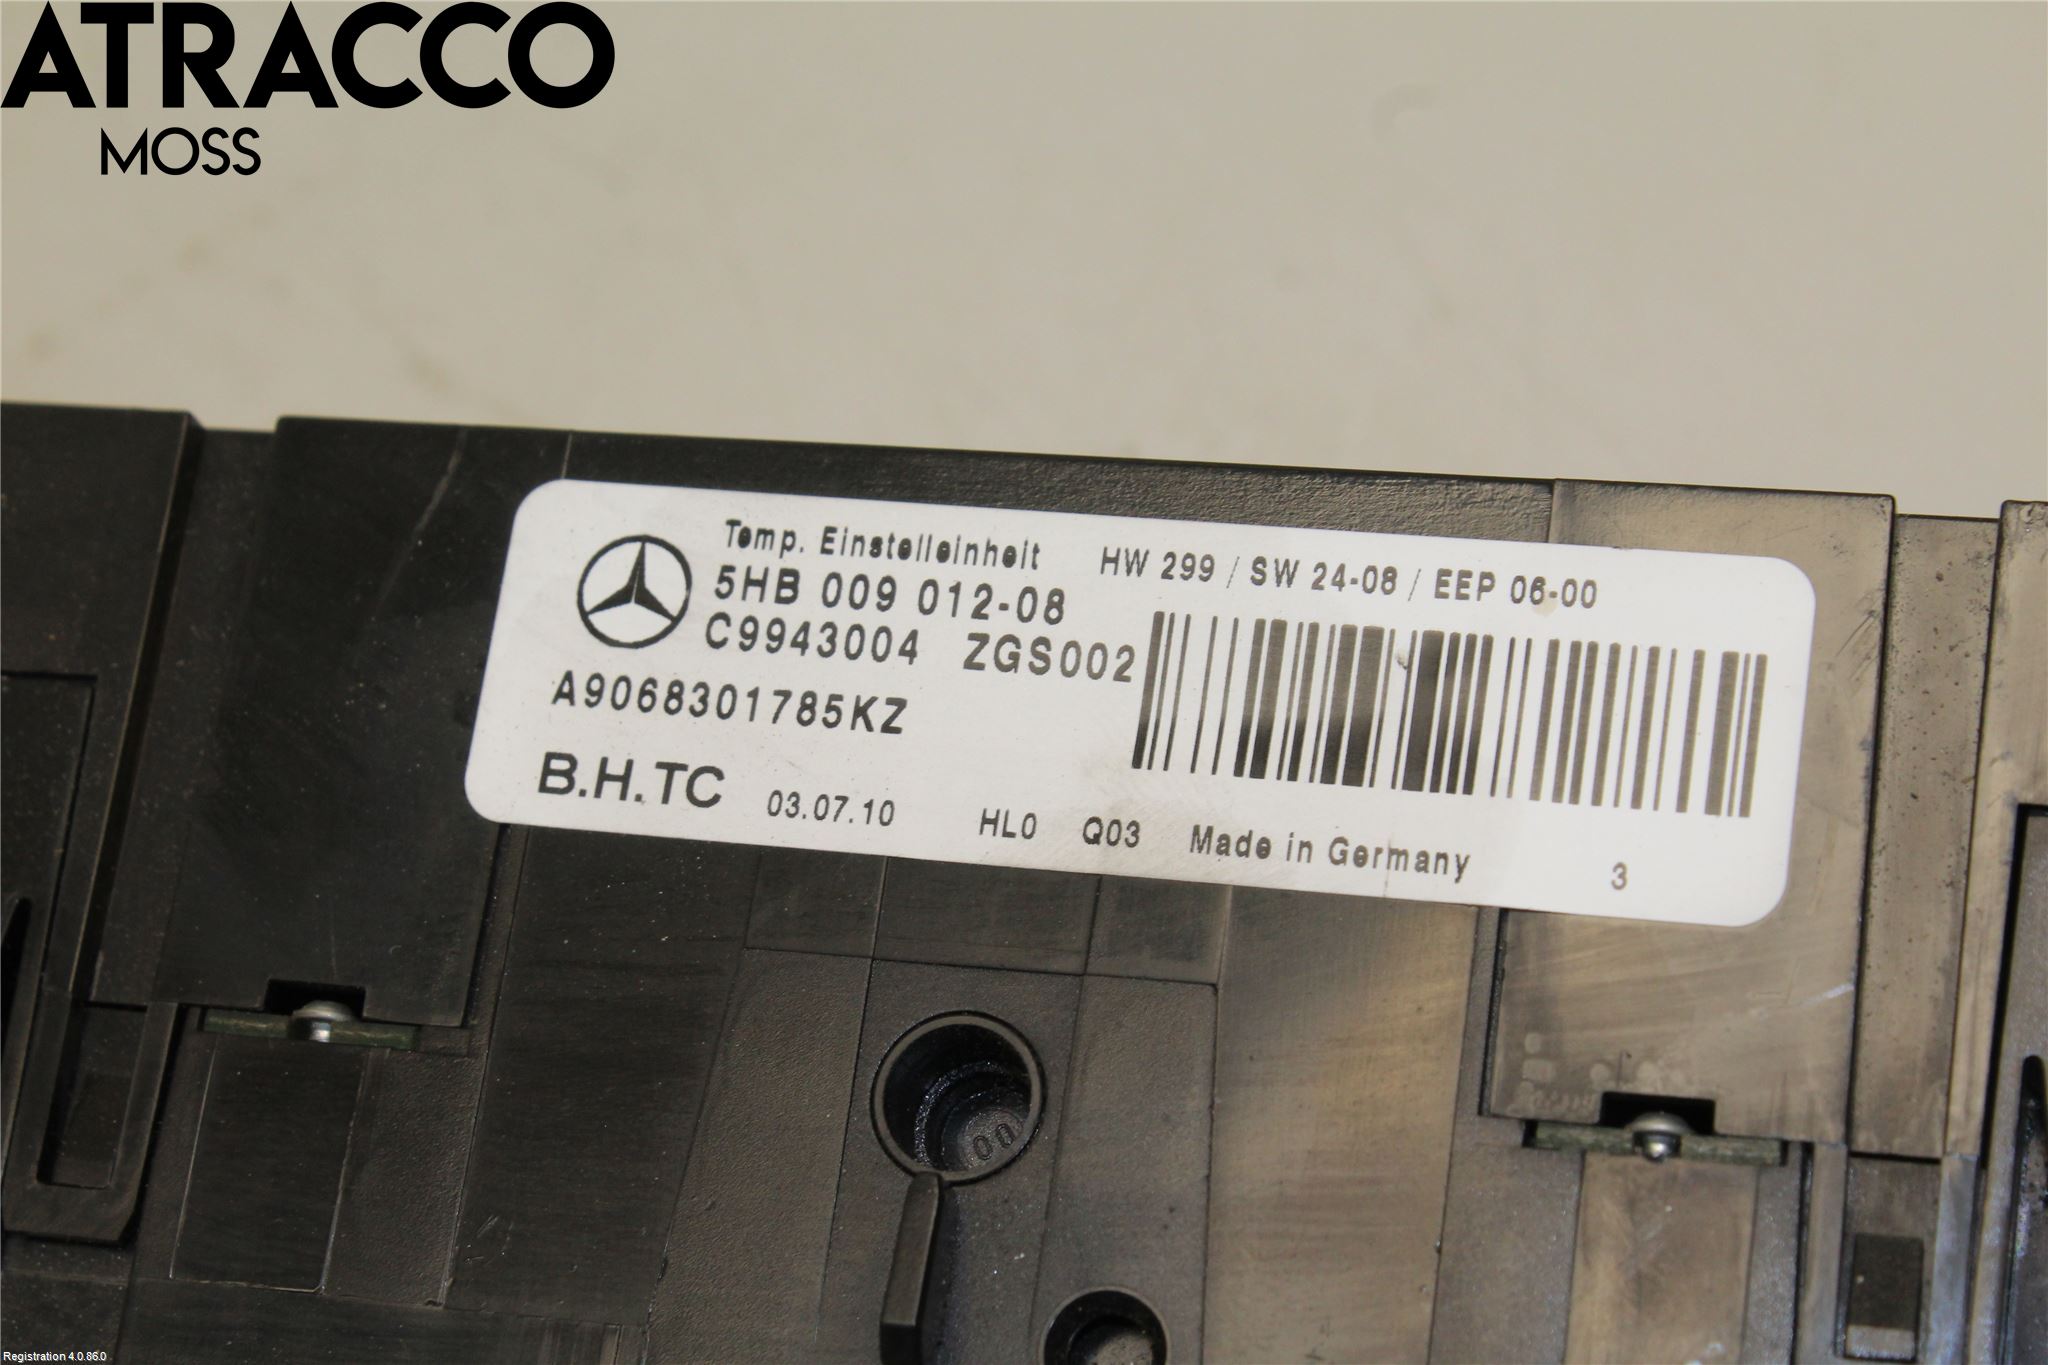 ATRACCO
MOSS
Temp. Einstelleinheit HW 299 / SW 24-08 / EEP 06-00
5HB 009 012-08
C9943004 ZGS002
A9068301785KZ
B.H.TC 03.07.10 HL0 Q03 Made in Germany 3
00
Registration 4.0.86.0